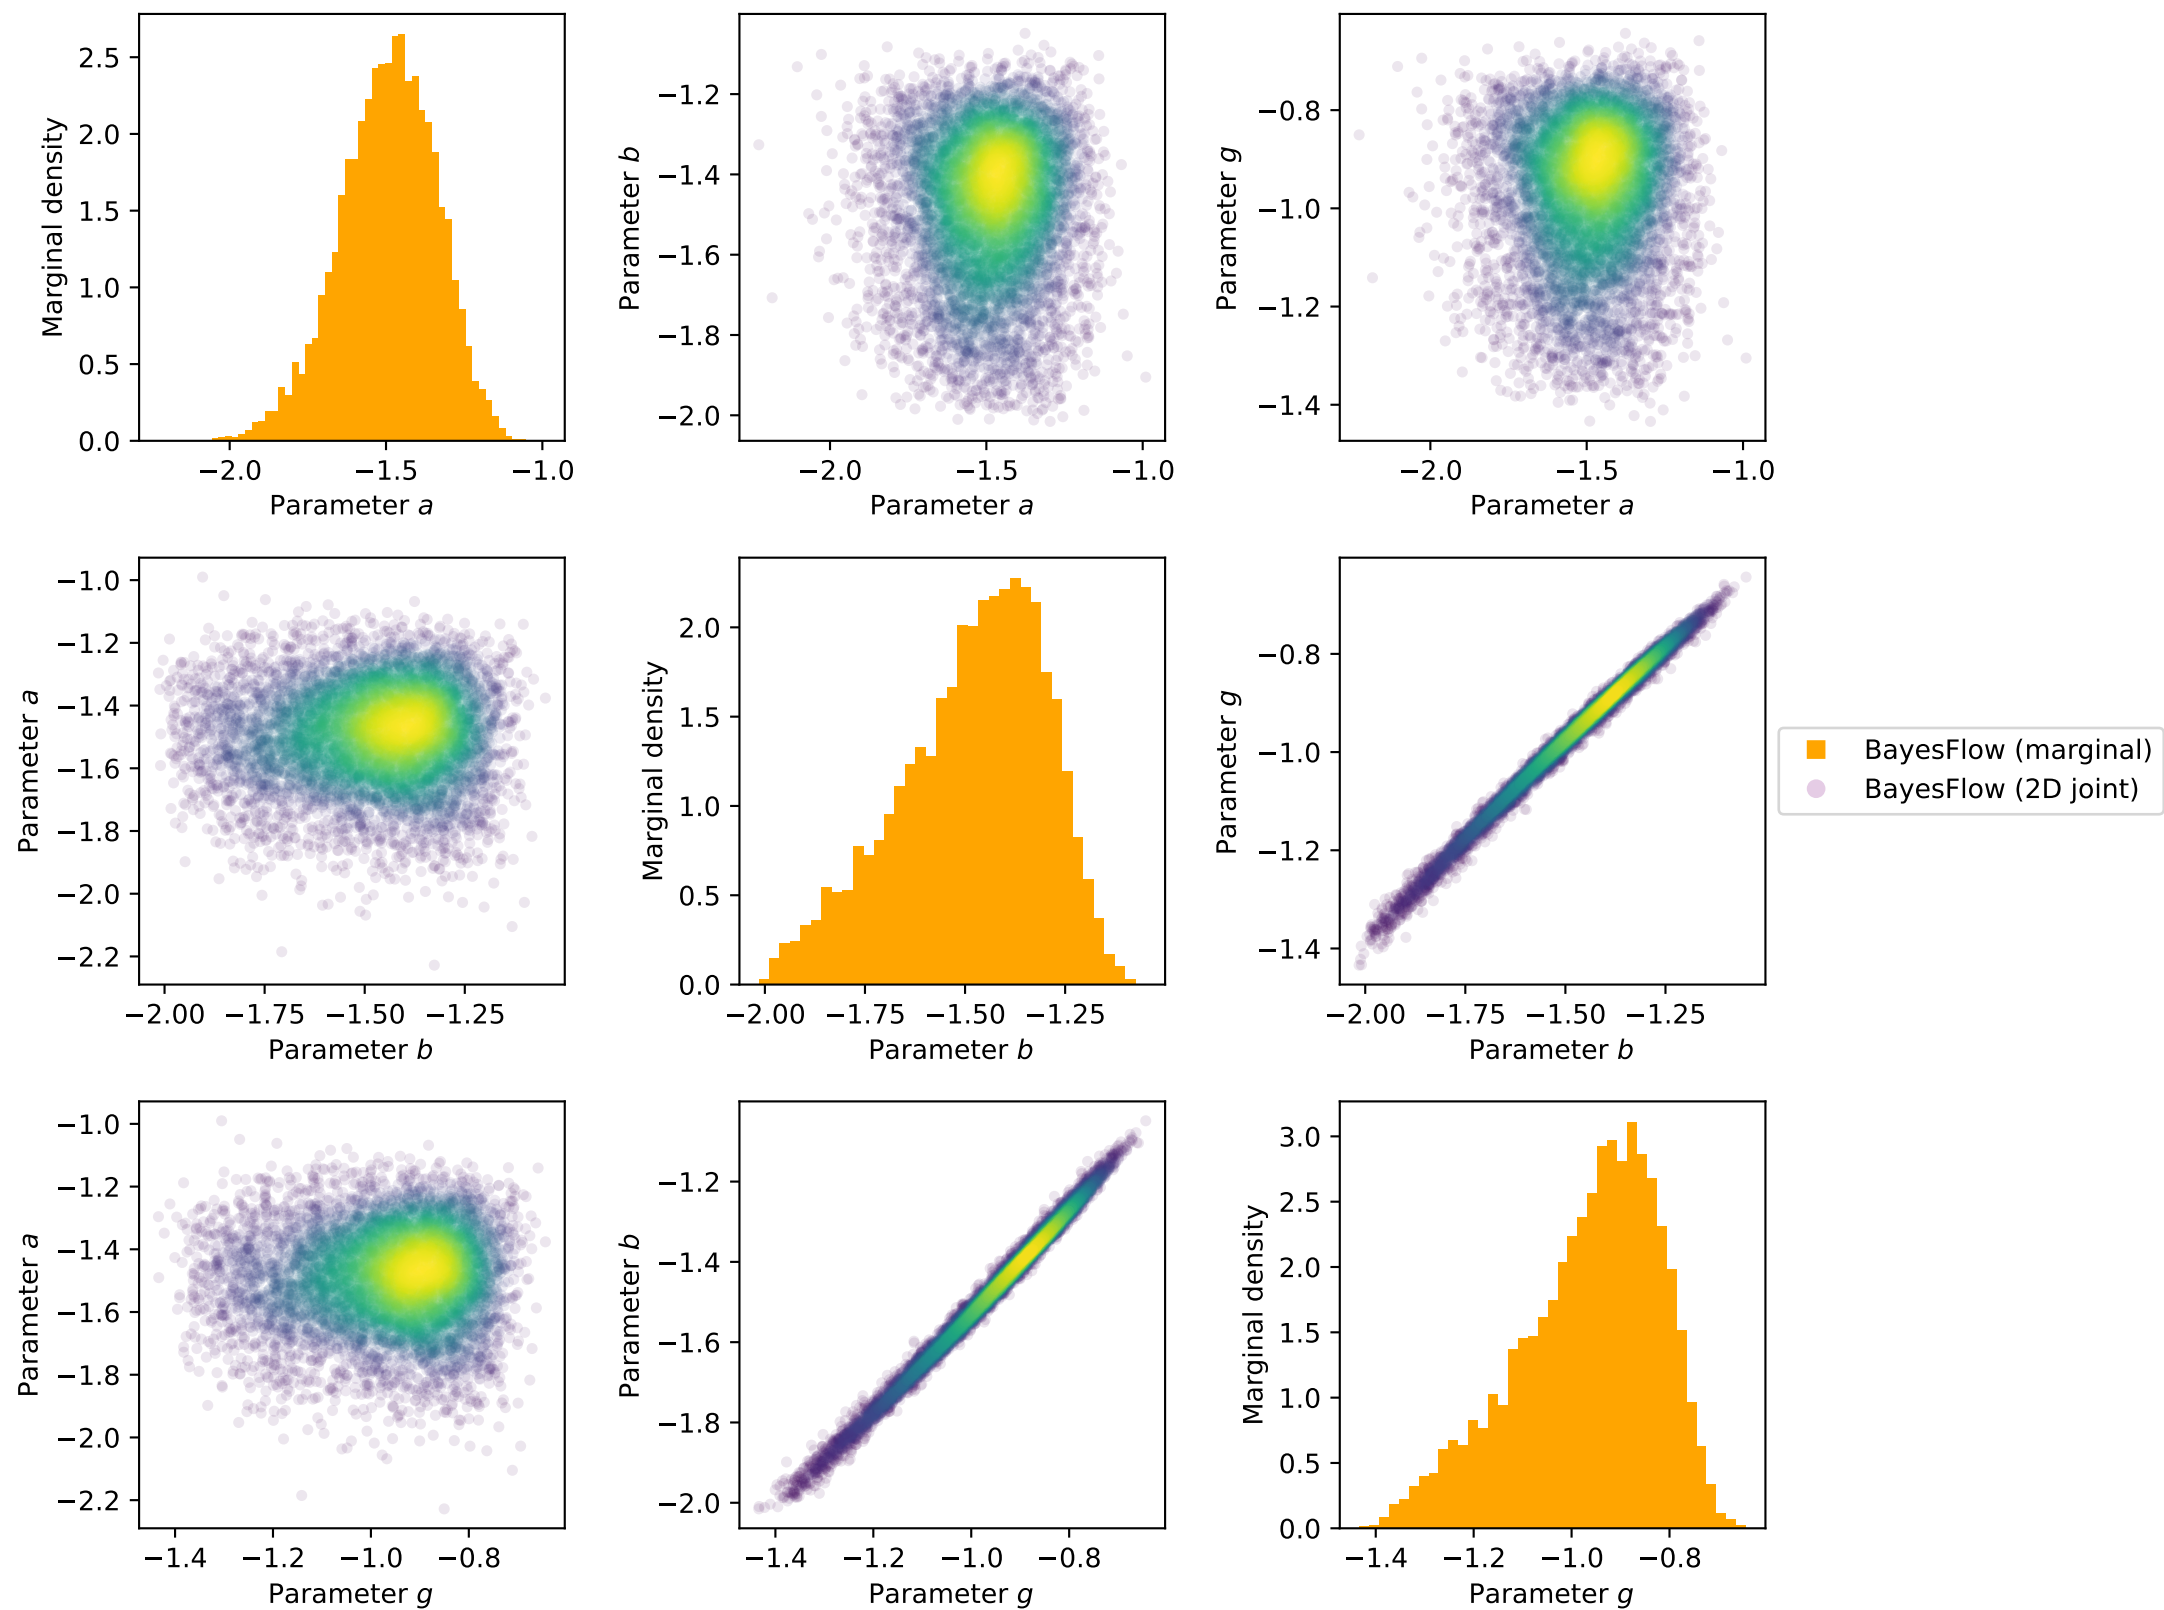 2.5
2.0
1.5
1.0
0.5
0.0
Marginal density
−2.0 −1.5 −1.0
Parameter a
−1.2
−1.4
−1.6
−1.8
−2.0
Parameter b
−2.0 −1.5 −1.0
Parameter a
−0.8
−1.0
−1.2
−1.4
Parameter g
−2.0 −1.5 −1.0
Parameter a
−1.0
−1.2
−1.4
−1.6
−1.8
−2.0
−2.2
Parameter a
−2.00 −1.75 −1.50 −1.25
Parameter b
2.0
1.5
1.0
0.5
0.0
Marginal density
−2.00 −1.75 −1.50 −1.25
Parameter b
−0.8
−1.0
−1.2
−1.4
Parameter g
−2.00 −1.75 −1.50 −1.25
Parameter b
BayesFlow (marginal)
BayesFlow (2D joint)
−1.0
−1.2
−1.4
−1.6
−1.8
−2.0
−2.2
Parameter a
−1.4 −1.2 −1.0 −0.8
Parameter g
−1.2
−1.4
−1.6
−1.8
−2.0
Parameter b
−1.4 −1.2 −1.0 −0.8
Parameter g
3.0
2.5
2.0
1.5
1.0
0.5
0.0
Marginal density
−1.4 −1.2 −1.0 −0.8
Parameter g